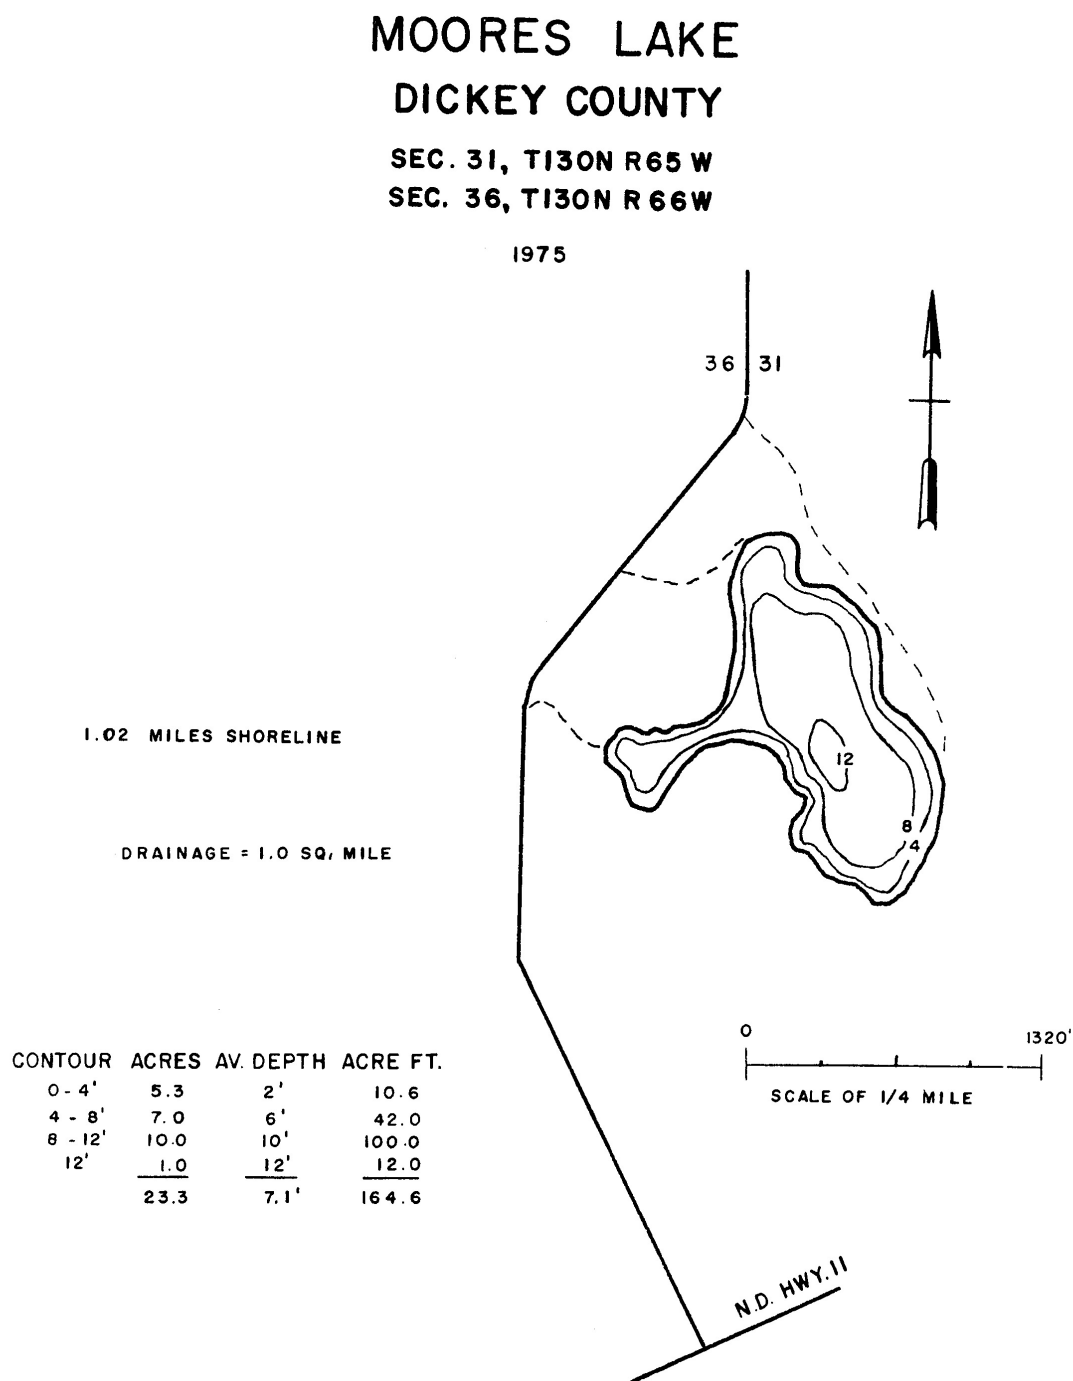 MOORES LAKE
DICKEY COUNTY
SEC. 31, T130N R65W
SEC. 36, T130N R66W
1975
36 31
1.02 MILES SHORELINE
12
8
4
DRAINAGE = 1.0 SQ. MILE
0 1320'
SCALE OF 1/4 MILE
CONTOUR ACRES AV. DEPTH ACRE FT.
0-4' 5.3 2' 10.6
4-8' 7.0 6' 42.0
8-12' 10.0 10' 100.0
12' 1.0 12' 12.0
23.3 7.1' 164.6
N.D. HWY. 11